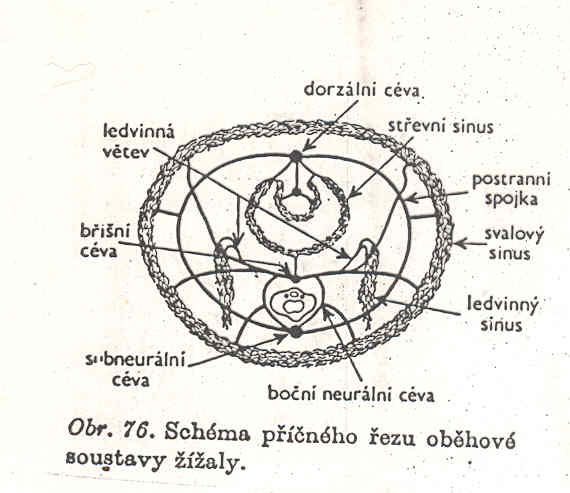 dorzální céva
ledvinná
větev
střevní sinus
postranní
spojka
břišní
céva
svalový
sinus
ledvinný
sinus
subneurální
céva
boční neurální céva
Obr. 76. Schéma příčného řezu oběhové
soustavy žížaly.